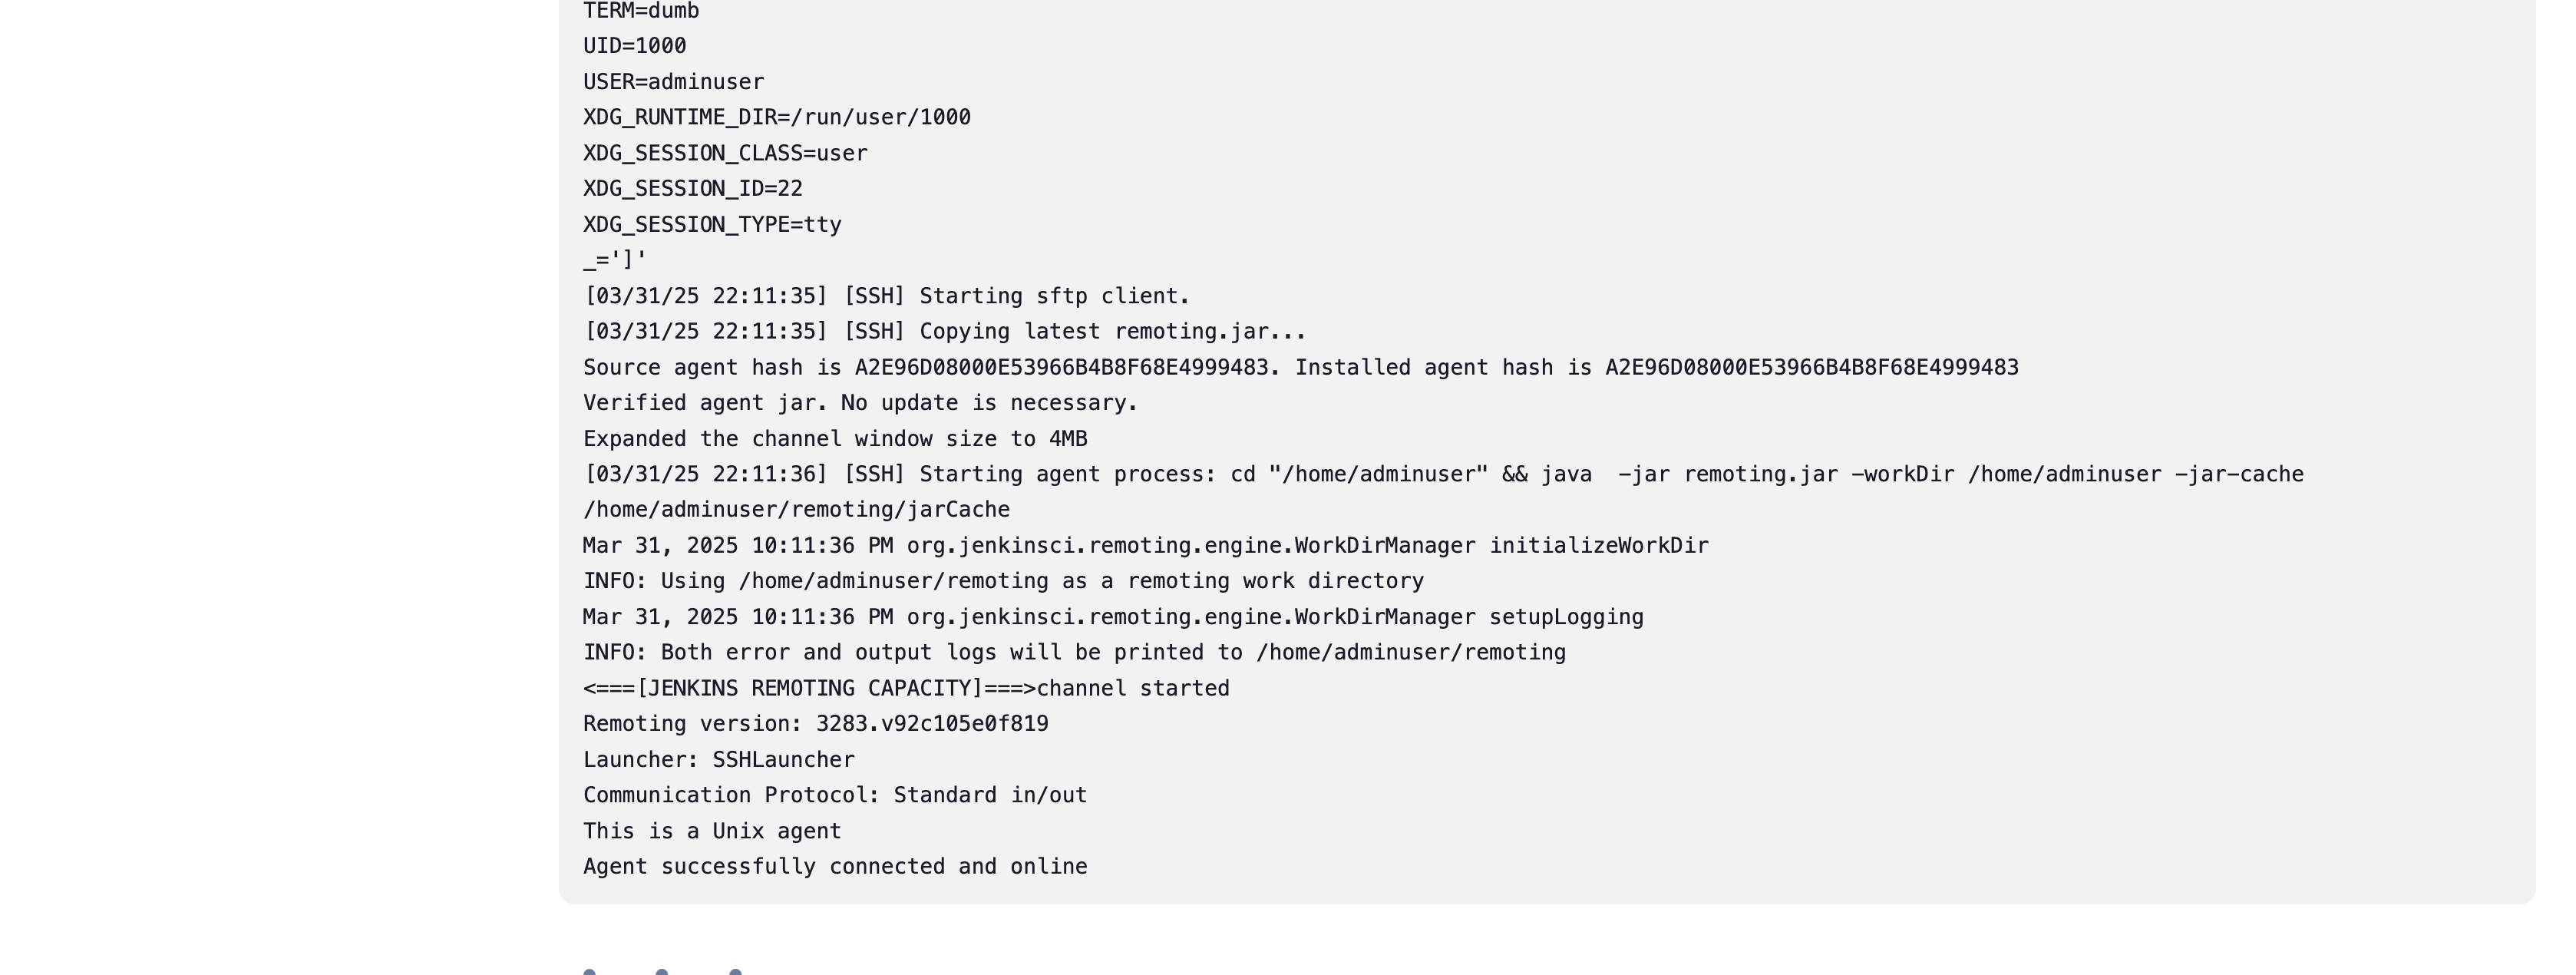 TERM=dumb
UID=1000
USER=adminuser
XDG_RUNTIME_DIR=/run/user/1000
XDG_SESSION_CLASS=user
XDG_SESSION_ID=22
XDG_SESSION_TYPE=tty
_=']'
[03/31/25 22:11:35] [SSH] Starting sftp client.
[03/31/25 22:11:35] [SSH] Copying latest remoting.jar...
Source agent hash is A2E96D08000E53966B4B8F68E4999483. Installed agent hash is A2E96D08000E53966B4B8F68E4999483
Verified agent jar. No update is necessary.
Expanded the channel window size to 4MB
[03/31/25 22:11:36] [SSH] Starting agent process: cd "/home/adminuser" && java  -jar remoting.jar -workDir /home/adminuser -jar-cache
/home/adminuser/remoting/jarCache
Mar 31, 2025 10:11:36 PM org.jenkinsci.remoting.engine.WorkDirManager initializeWorkDir
INFO: Using /home/adminuser/remoting as a remoting work directory
Mar 31, 2025 10:11:36 PM org.jenkinsci.remoting.engine.WorkDirManager setupLogging
INFO: Both error and output logs will be printed to /home/adminuser/remoting
<===[JENKINS REMOTING CAPACITY]===>channel started
Remoting version: 3283.v92c105e0f819
Launcher: SSHLauncher
Communication Protocol: Standard in/out
This is a Unix agent
Agent successfully connected and online